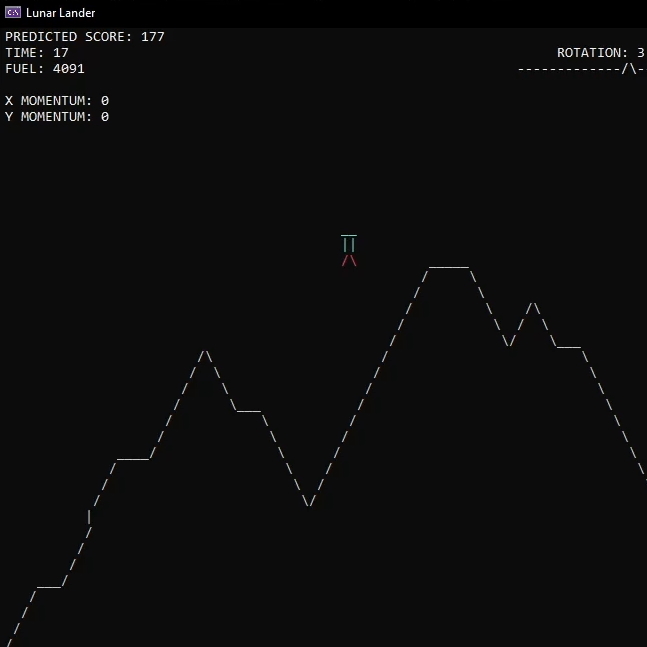 Lunar Lander
PREDICTED SCORE: 177
TIME: 17
ROTATION: 3
FUEL: 4091
X MOMENTUM: 0
Y MOMENTUM: 0